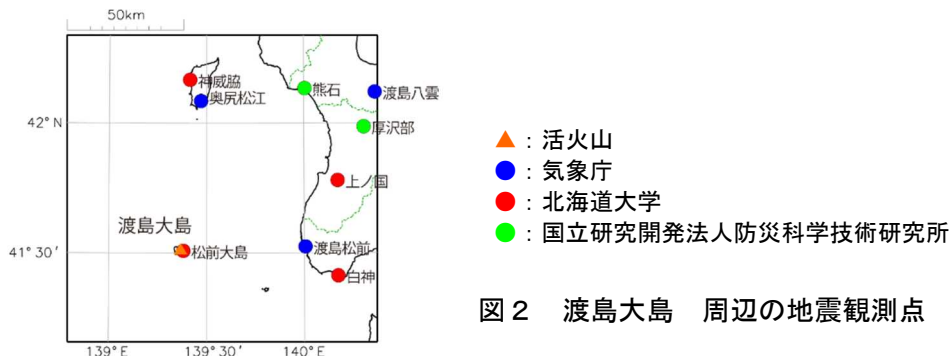 50km
神威脇
奥尻松江
熊石
渡島八雲
42°N
厚沢部
上ノ国
渡島大島
松前大島
渡島松前
41°30′
白神
139°E
139°30′
140°E
▲：活火山
●：気象庁
●：北海道大学
●：国立研究開発法人防災科学技術研究所
図２　渡島大島　周辺の地震観測点